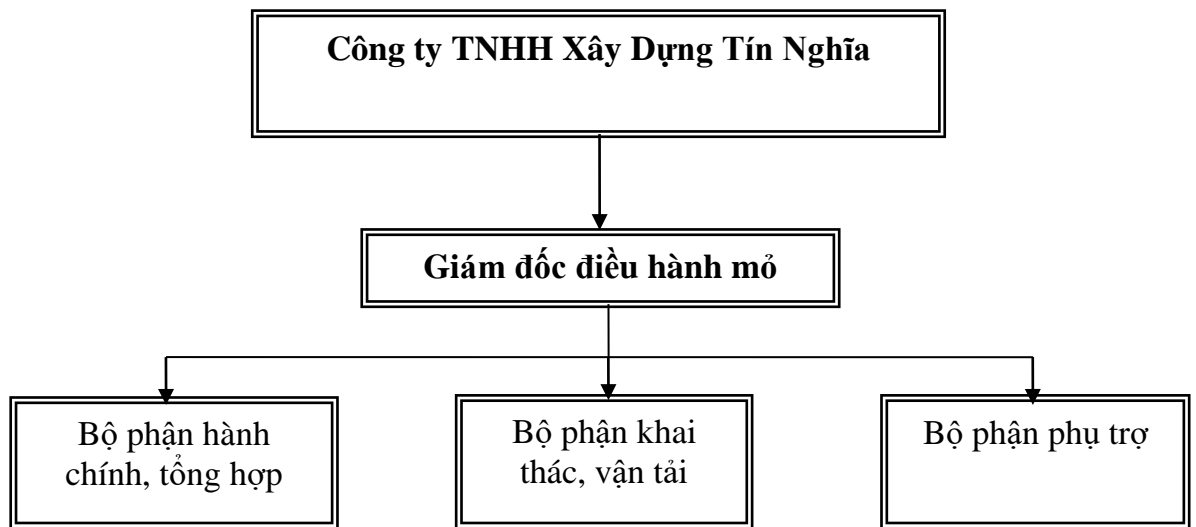 Công ty TNHH Xây Dựng Tín Nghĩa
Giám đốc điều hành mỏ
Bộ phận hành
chính, tổng hợp
Bộ phận khai
thác, vận tải
Bộ phận phụ trợ